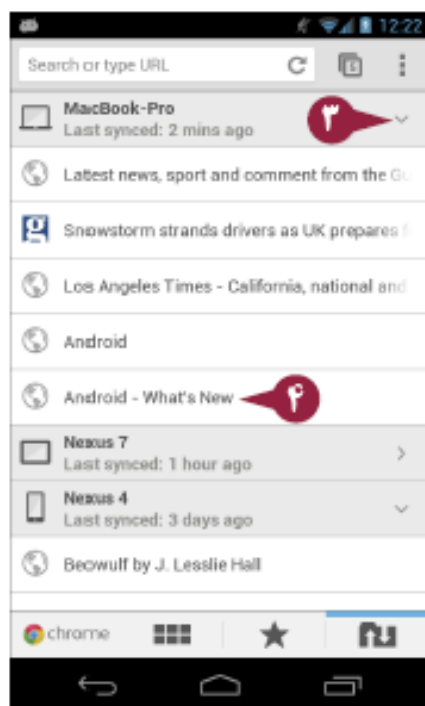 12:22
Search or type URL
5
MacBook-Pro
Last synced: 2 mins ago
۳
Latest news, sport and comment from the Gu
g Snowstorm strands drivers as UK prepares f
Los Angeles Times - California, national and
Android
Android - What's New
۴
Nexus 7
Last synced: 1 hour ago
Nexus 4
Last synced: 3 days ago
Beowulf by J. Lesslie Hall
chrome